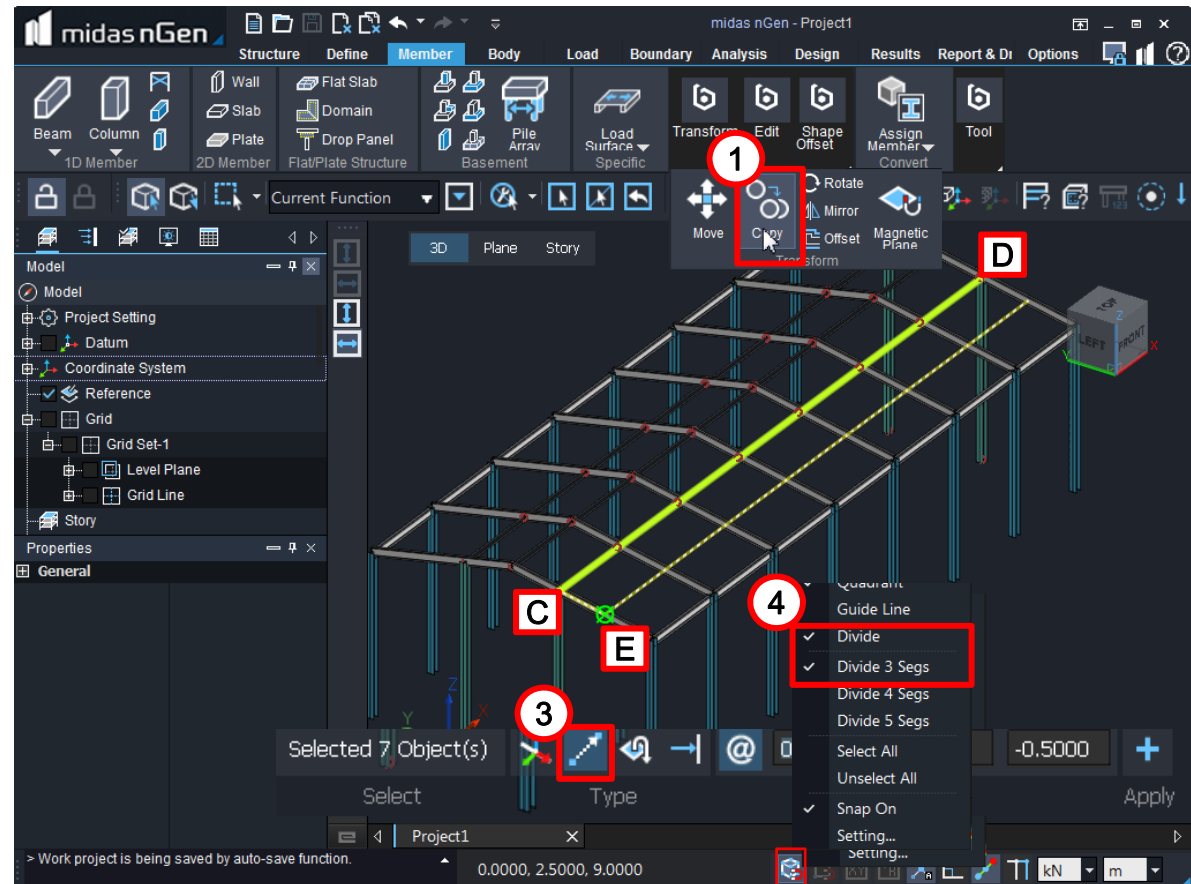 midas nGen
midas nGen - Project1
Structure Define Member Body Load Boundary Analysis Design Results Report & Dr Options
Wall Flat Slab
Slab Domain
Beam Column Plate Drop Panel Pile Array Load Surface Transform Edit Shape Offset Assign Member Tool
1D Member 2D Member Flat/Plate Structure Basement Specific Convert
1
Rotate
Mirror
Move Copy Offset Magnetic Plane
Transform
Current Function
3D Plane Story
Model
Model
Project Setting
Datum
Coordinate System
Reference
Grid
Grid Set-1
Level Plane
Grid Line
Story
Properties
General
D
TOP
LEFT FRONT
Z
Y
X
C
E
Z
Y
X
4
Quadrant
Guide Line
Divide
Divide 3 Segs
Divide 4 Segs
Divide 5 Segs
Select All
Unselect All
Snap On
Setting...
Setting...
3
Selected 7 Object(s) @ -0.5000 +
Select Type Apply
Project1
> Work project is being saved by auto-save function.
0.0000, 2.5000, 9.0000
kN m